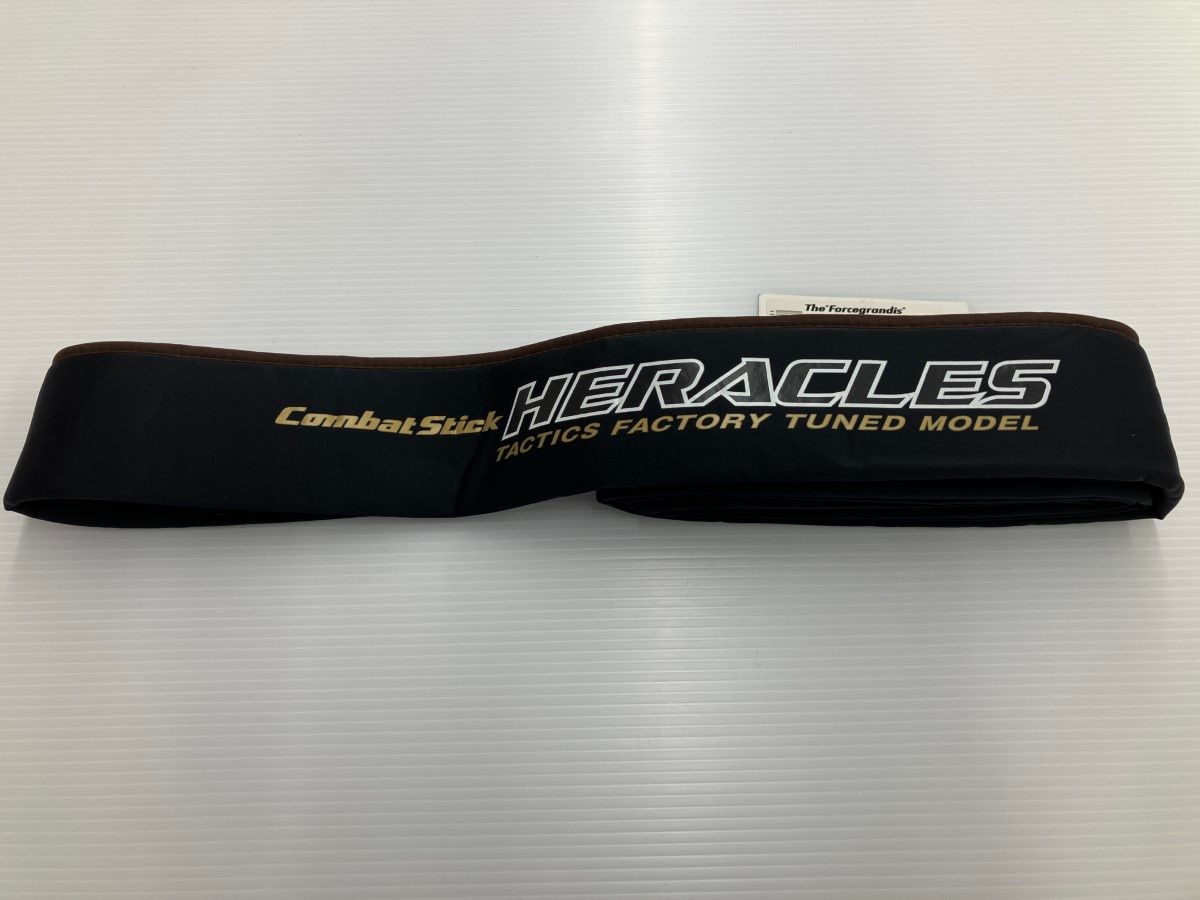 The"Forcegrandis"
Combat Stick HERACLES
TACTICS FACTORY TUNED MODEL